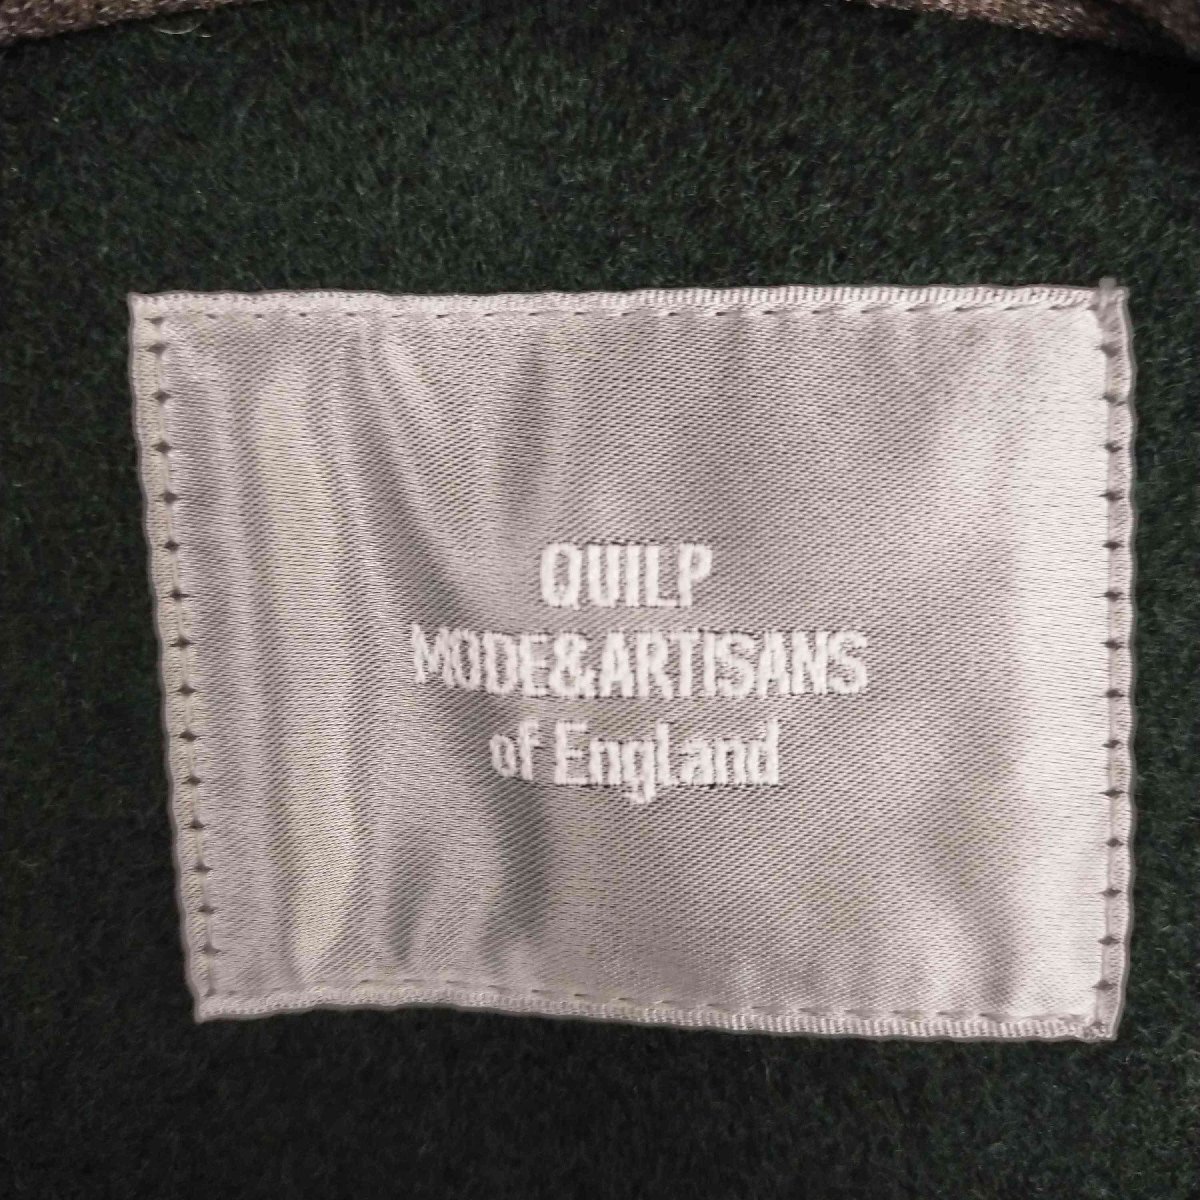 QUILP
MODE&ARTISANS
of England